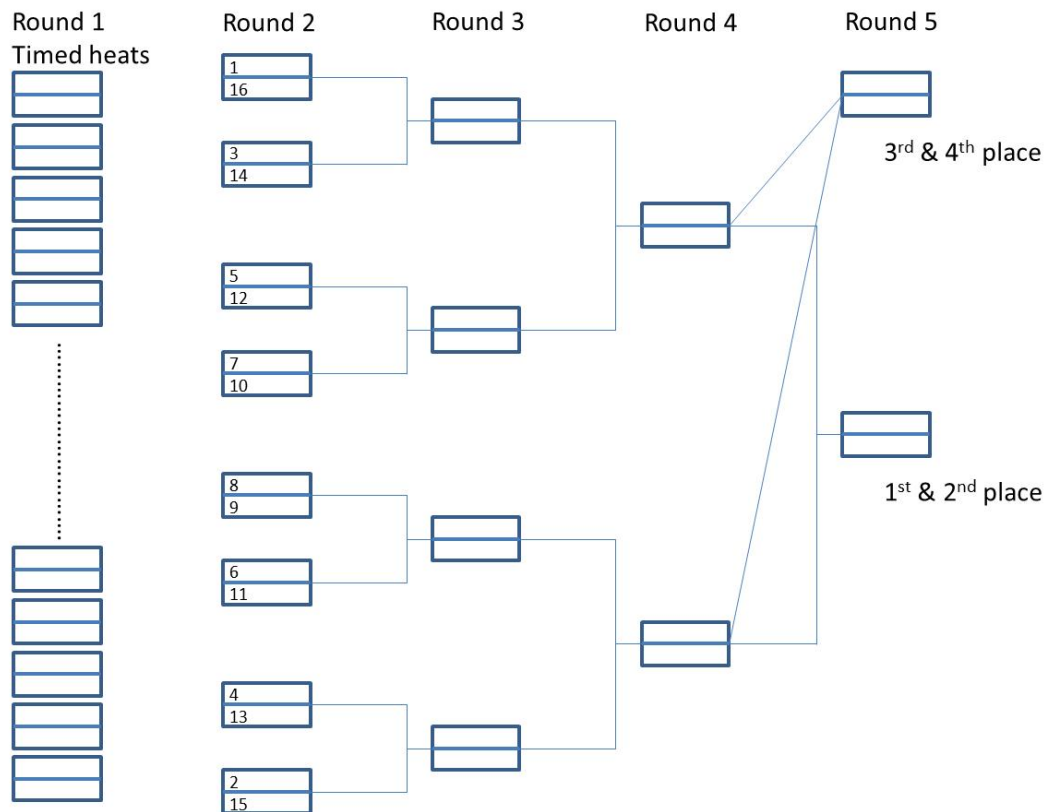 Round 1
Timed heats
Round 2
1
16
3
14
5
12
7
10
8
9
6
11
4
13
2
15
Round 3
Round 4
Round 5
3rd & 4th place
1st & 2nd place